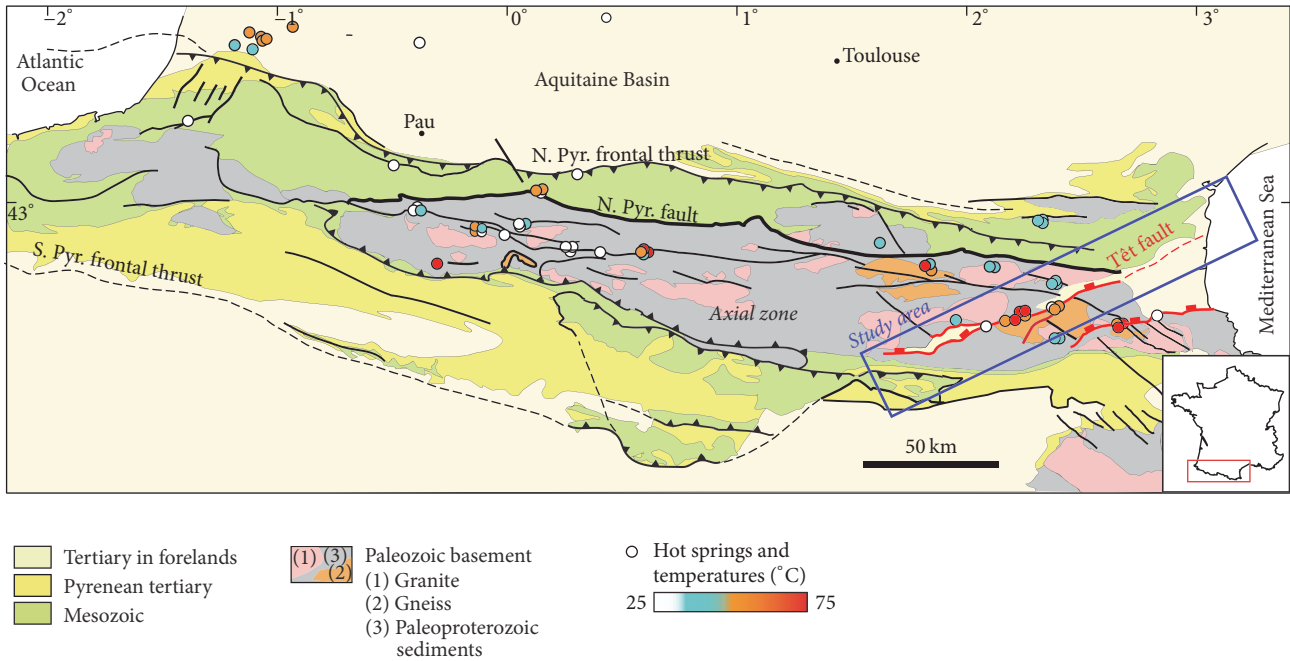 −2° −1° 0° 1° 2° 3°
Atlantic
Ocean
Toulouse
Aquitaine Basin
Pau
N. Pyr. frontal thrust
43°
N. Pyr. fault
Mediterranean Sea
Têt fault
S. Pyr. frontal thrust
Axial zone
Study area
50 km
Tertiary in forelands
Pyrenean tertiary
Mesozoic
(1) (3)
(2)
Paleozoic basement
(1) Granite
(2) Gneiss
(3) Paleoproterozoic
sediments
Hot springs and
temperatures (°C)
25 75